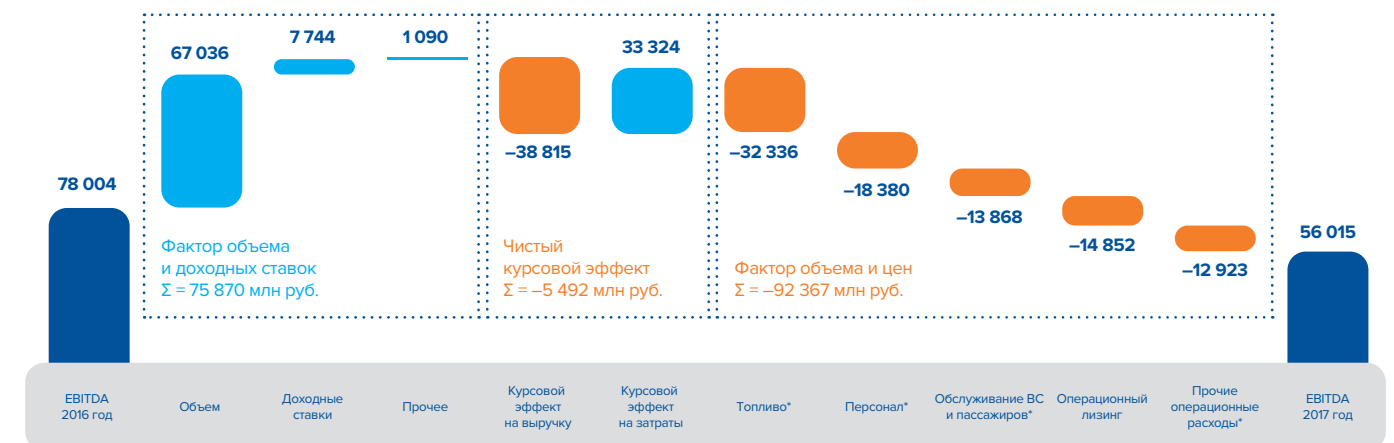 67 036
7 744
1 090
33 324
–38 815
–32 336
–18 380
–13 868
–14 852
–12 923
78 004
56 015
Фактор объема
и доходных ставок
Σ = 75 870 млн руб.
Чистый
курсовой эффект
Σ = –5 492 млн руб.
Фактор объема и цен
Σ = –92 367 млн руб.
EBITDA
2016 год
Объем
Доходные
ставки
Прочее
Курсовой
эффект
на выручку
Курсовой
эффект
на затраты
Топливо*
Персонал*
Обслуживание ВС
и пассажиров*
Операционный
лизинг
Прочие
операционные
расходы*
EBITDA
2017 год